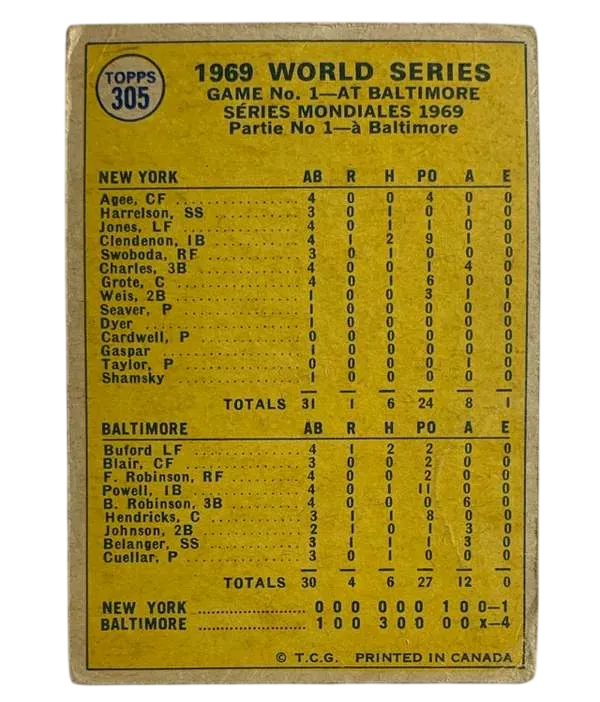 TOPPS
305
1969 WORLD SERIES
GAME No. 1—AT BALTIMORE
SÉRIES MONDIALES 1969
Partie No 1—à Baltimore
NEW YORK AB R H PO A E
Agee, CF 4 0 0 4 0 0
Harrelson, SS 3 0 1 0 1 0
Jones, LF 4 0 1 1 0 0
Clendenon, 1B 4 1 2 9 1 0
Swoboda, RF 3 0 1 0 0 0
Charles, 3B 4 0 0 1 4 0
Grote, C 4 0 1 6 0 0
Weis, 2B 1 0 0 3 1 1
Seaver, P 1 0 0 0 0 0
Dyer 1 0 0 0 0 0
Cardwell, P 0 0 0 0 0 0
Gaspar 1 0 0 0 0 0
Taylor, P 0 0 0 0 1 0
Shamsky 1 0 0 0 0 0
TOTALS 31 1 6 24 8 1
BALTIMORE AB R H PO A E
Buford LF 4 1 2 2 0 0
Blair, CF 3 0 0 2 0 0
F. Robinson, RF 4 0 0 2 0 0
Powell, 1B 4 0 1 11 0 0
B. Robinson, 3B 4 0 0 0 6 0
Hendricks, C 3 1 1 8 0 0
Johnson, 2B 2 1 0 1 3 0
Belanger, SS 3 1 1 1 3 0
Cuellar, P 3 0 1 0 0 0
TOTALS 30 4 6 27 12 0
NEW YORK 0 0 0 0 0 0 1 0 0—1
BALTIMORE 1 0 0 3 0 0 0 0 x—4
© T.C.G. PRINTED IN CANADA